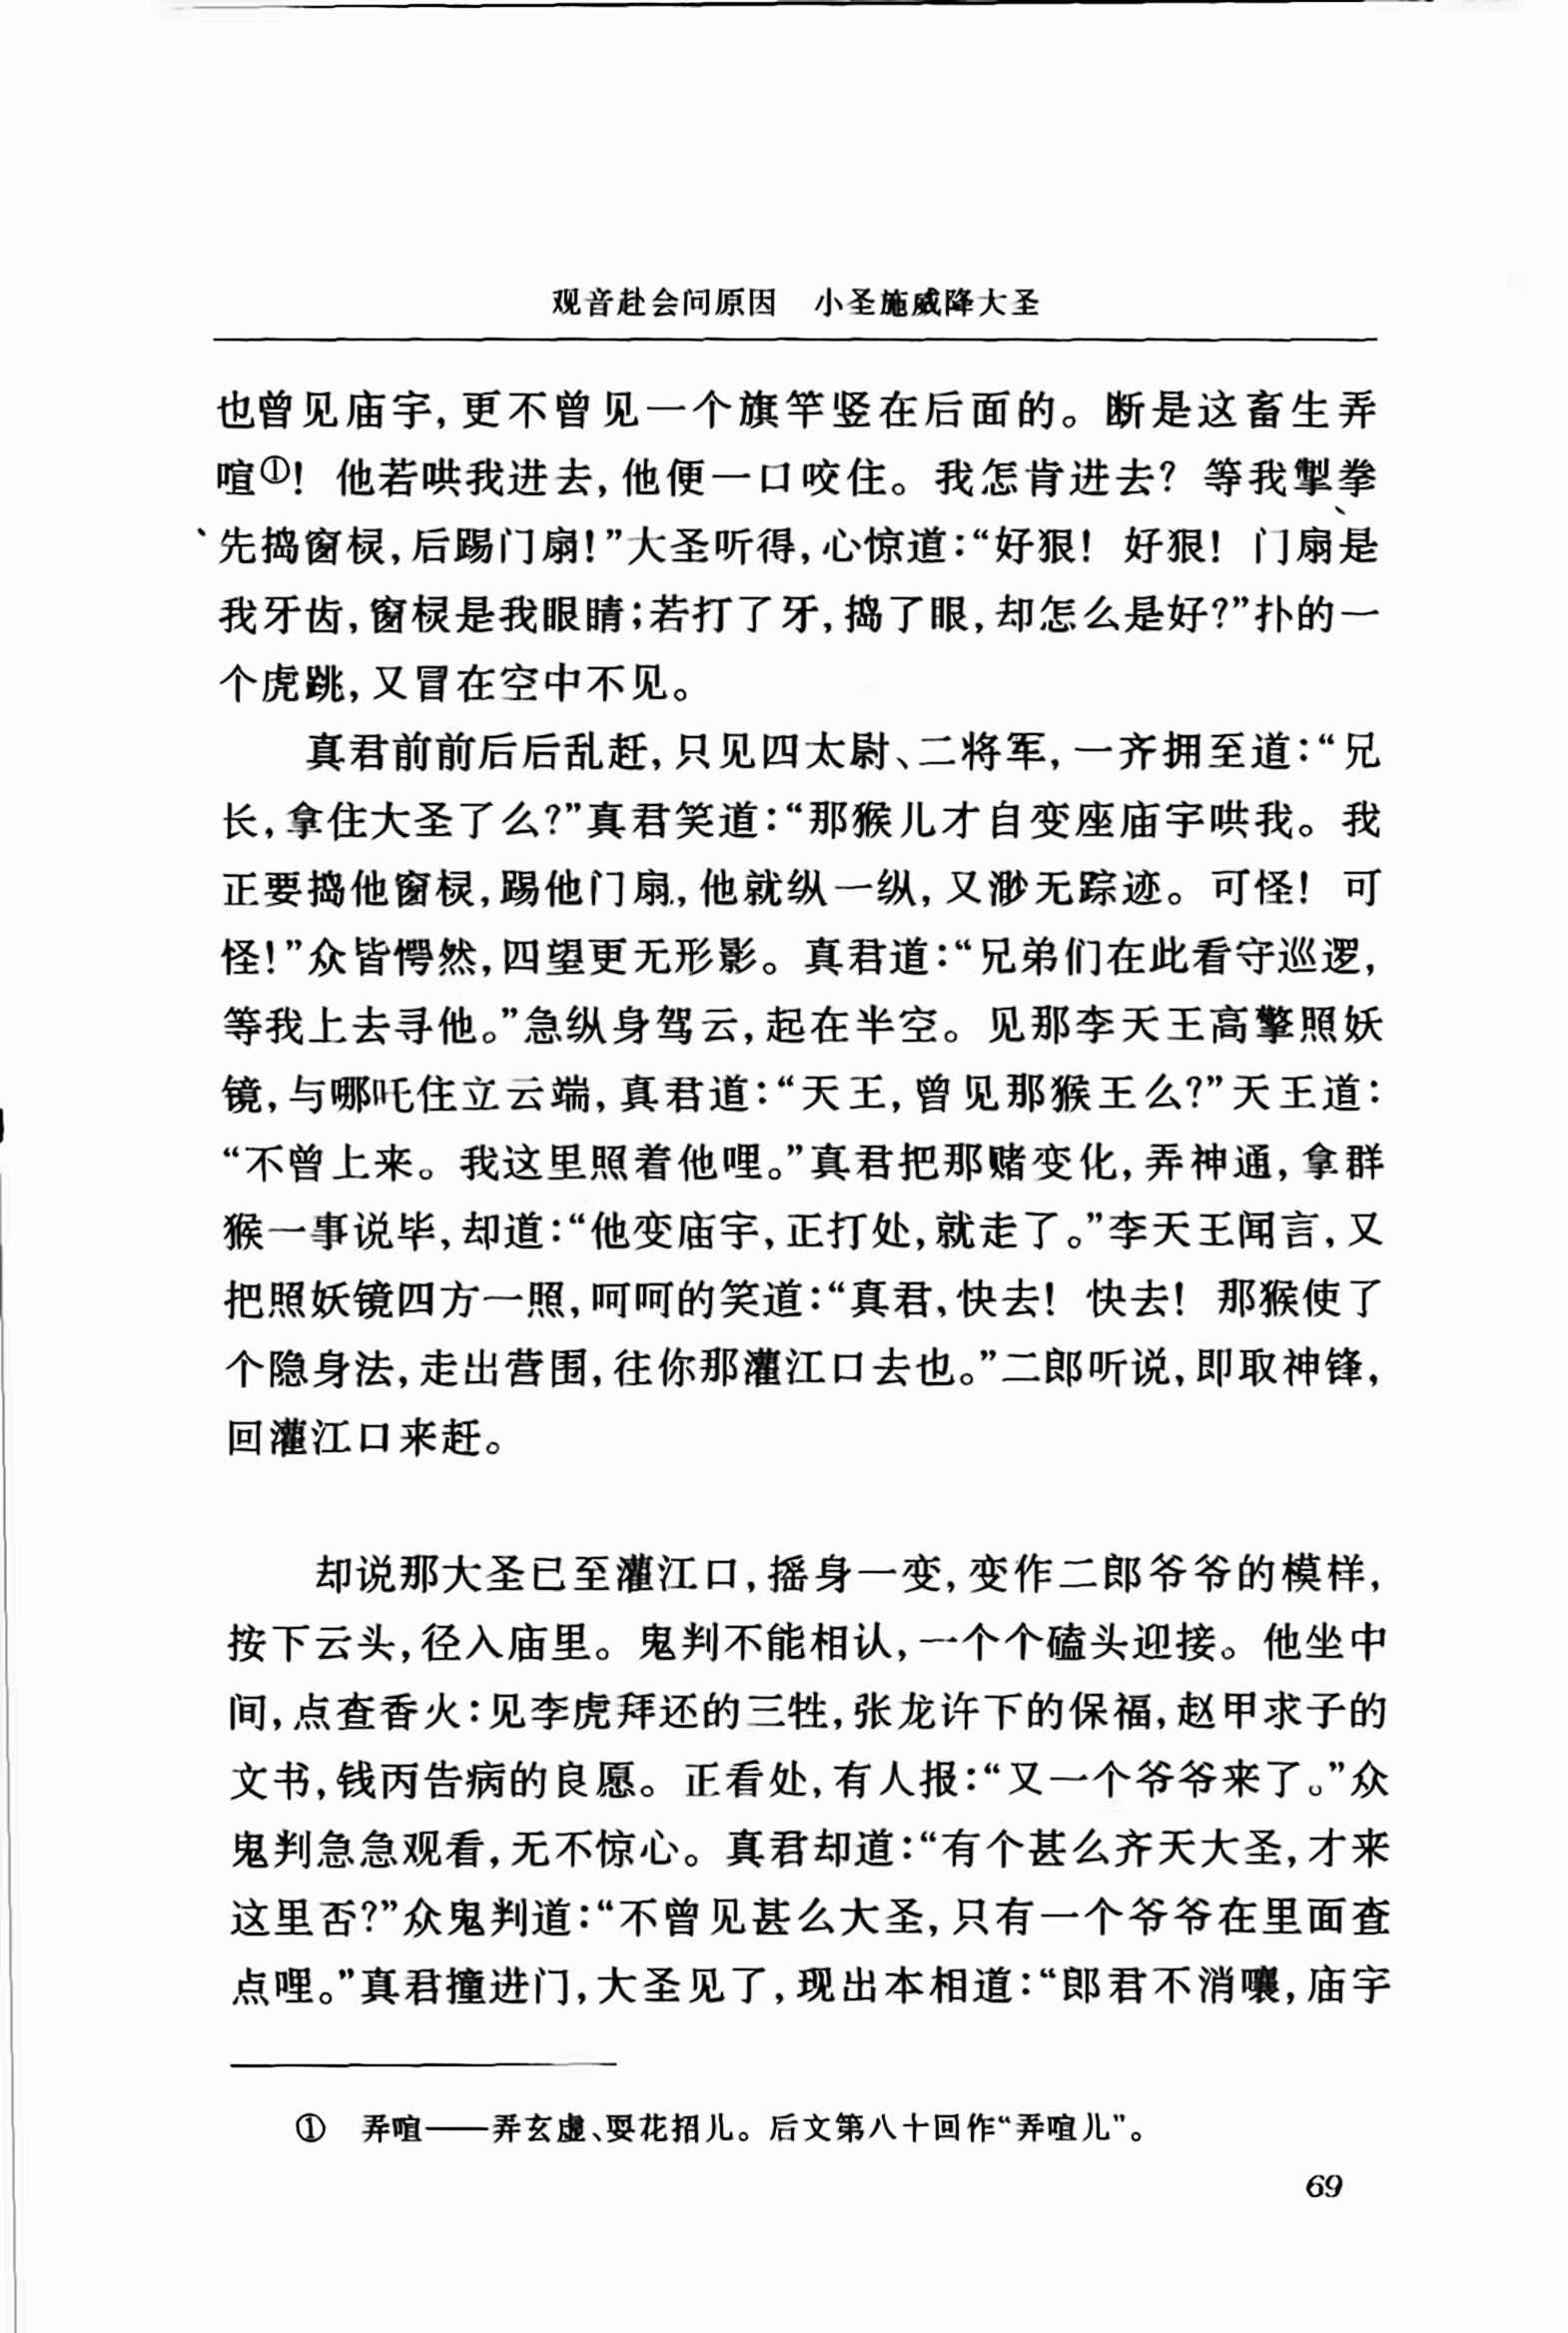 观音赴会问原因　小圣施威降大圣
也曾见庙宇，更不曾见一个旗竿竖在后面的。断是这畜生弄
喧①！他若哄我进去，他便一口咬住。我怎肯进去？等我掣拳
先捣窗棂，后踢门扇！”大圣听得，心惊道：“好狠！好狠！门扇是
我牙齿，窗棂是我眼睛；若打了牙，捣了眼，却怎么是好？”扑的一
个虎跳，又冒在空中不见。
真君前前后后乱赶，只见四太尉、二将军，一齐拥至道：“兄
长，拿住大圣了么？”真君笑道：“那猴儿才自变座庙宇哄我。我
正要捣他窗棂，踢他门扇，他就纵一纵，又渺无踪迹。可怪！可
怪！”众皆愕然，四望更无形影。真君道：“兄弟们在此看守巡逻，
等我上去寻他。”急纵身驾云，起在半空。见那李天王高擎照妖
镜，与哪吒住立云端，真君道：“天王，曾见那猴王么？”天王道：
“不曾上来。我这里照着他哩。”真君把那赌变化，弄神通，拿群
猴一事说毕，却道：“他变庙宇，正打处，就走了。”李天王闻言，又
把照妖镜四方一照，呵呵的笑道：“真君，快去！快去！那猴使了
个隐身法，走出营围，往你那灌江口去也。”二郎听说，即取神锋，
回灌江口来赶。
却说那大圣已至灌江口，摇身一变，变作二郎爷爷的模样，
按下云头，径入庙里。鬼判不能相认，一个个磕头迎接。他坐中
间，点查香火：见李虎拜还的三牲，张龙许下的保福，赵甲求子的
文书，钱丙告病的良愿。正看处，有人报：“又一个爷爷来了。”众
鬼判急急观看，无不惊心。真君却道：“有个甚么齐天大圣，才来
这里否？”众鬼判道：“不曾见甚么大圣，只有一个爷爷在里面查
点哩。”真君撞进门，大圣见了，现出本相道：“郎君不消嚷，庙宇
①　弄喧——弄玄虚、耍花招儿。后文第八十回作“弄喧儿”。
69